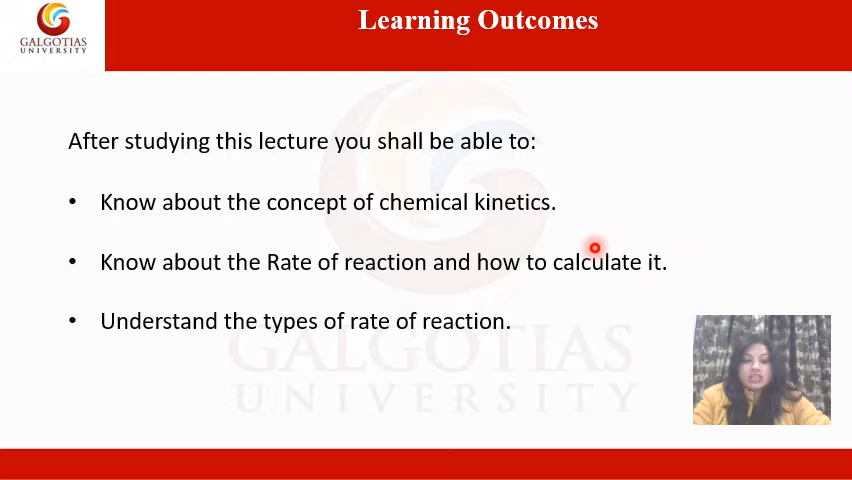 GALGOTIAS
UNIVERSITY
Learning Outcomes
After studying this lecture you shall be able to:
• Know about the concept of chemical kinetics.
• Know about the Rate of reaction and how to calculate it.
• Understand the types of rate of reaction.
GALGOTIAS
UNIVERSITY